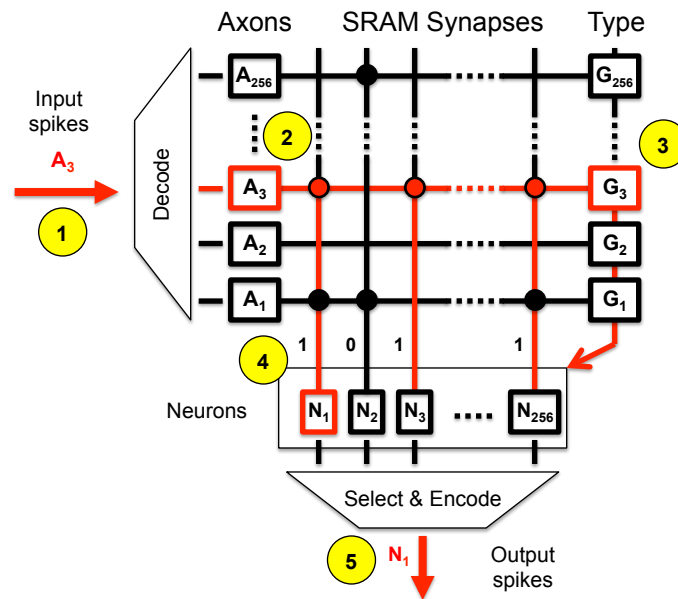 Axons SRAM Synapses Type
A256 G256
Input
spikes
2
3
A3
Decode
A3 G3
1
A2 G2
A1 G1
4 1 0 1 1
Neurons N1 N2 N3 N256
Select & Encode
5 N1 Output
spikes